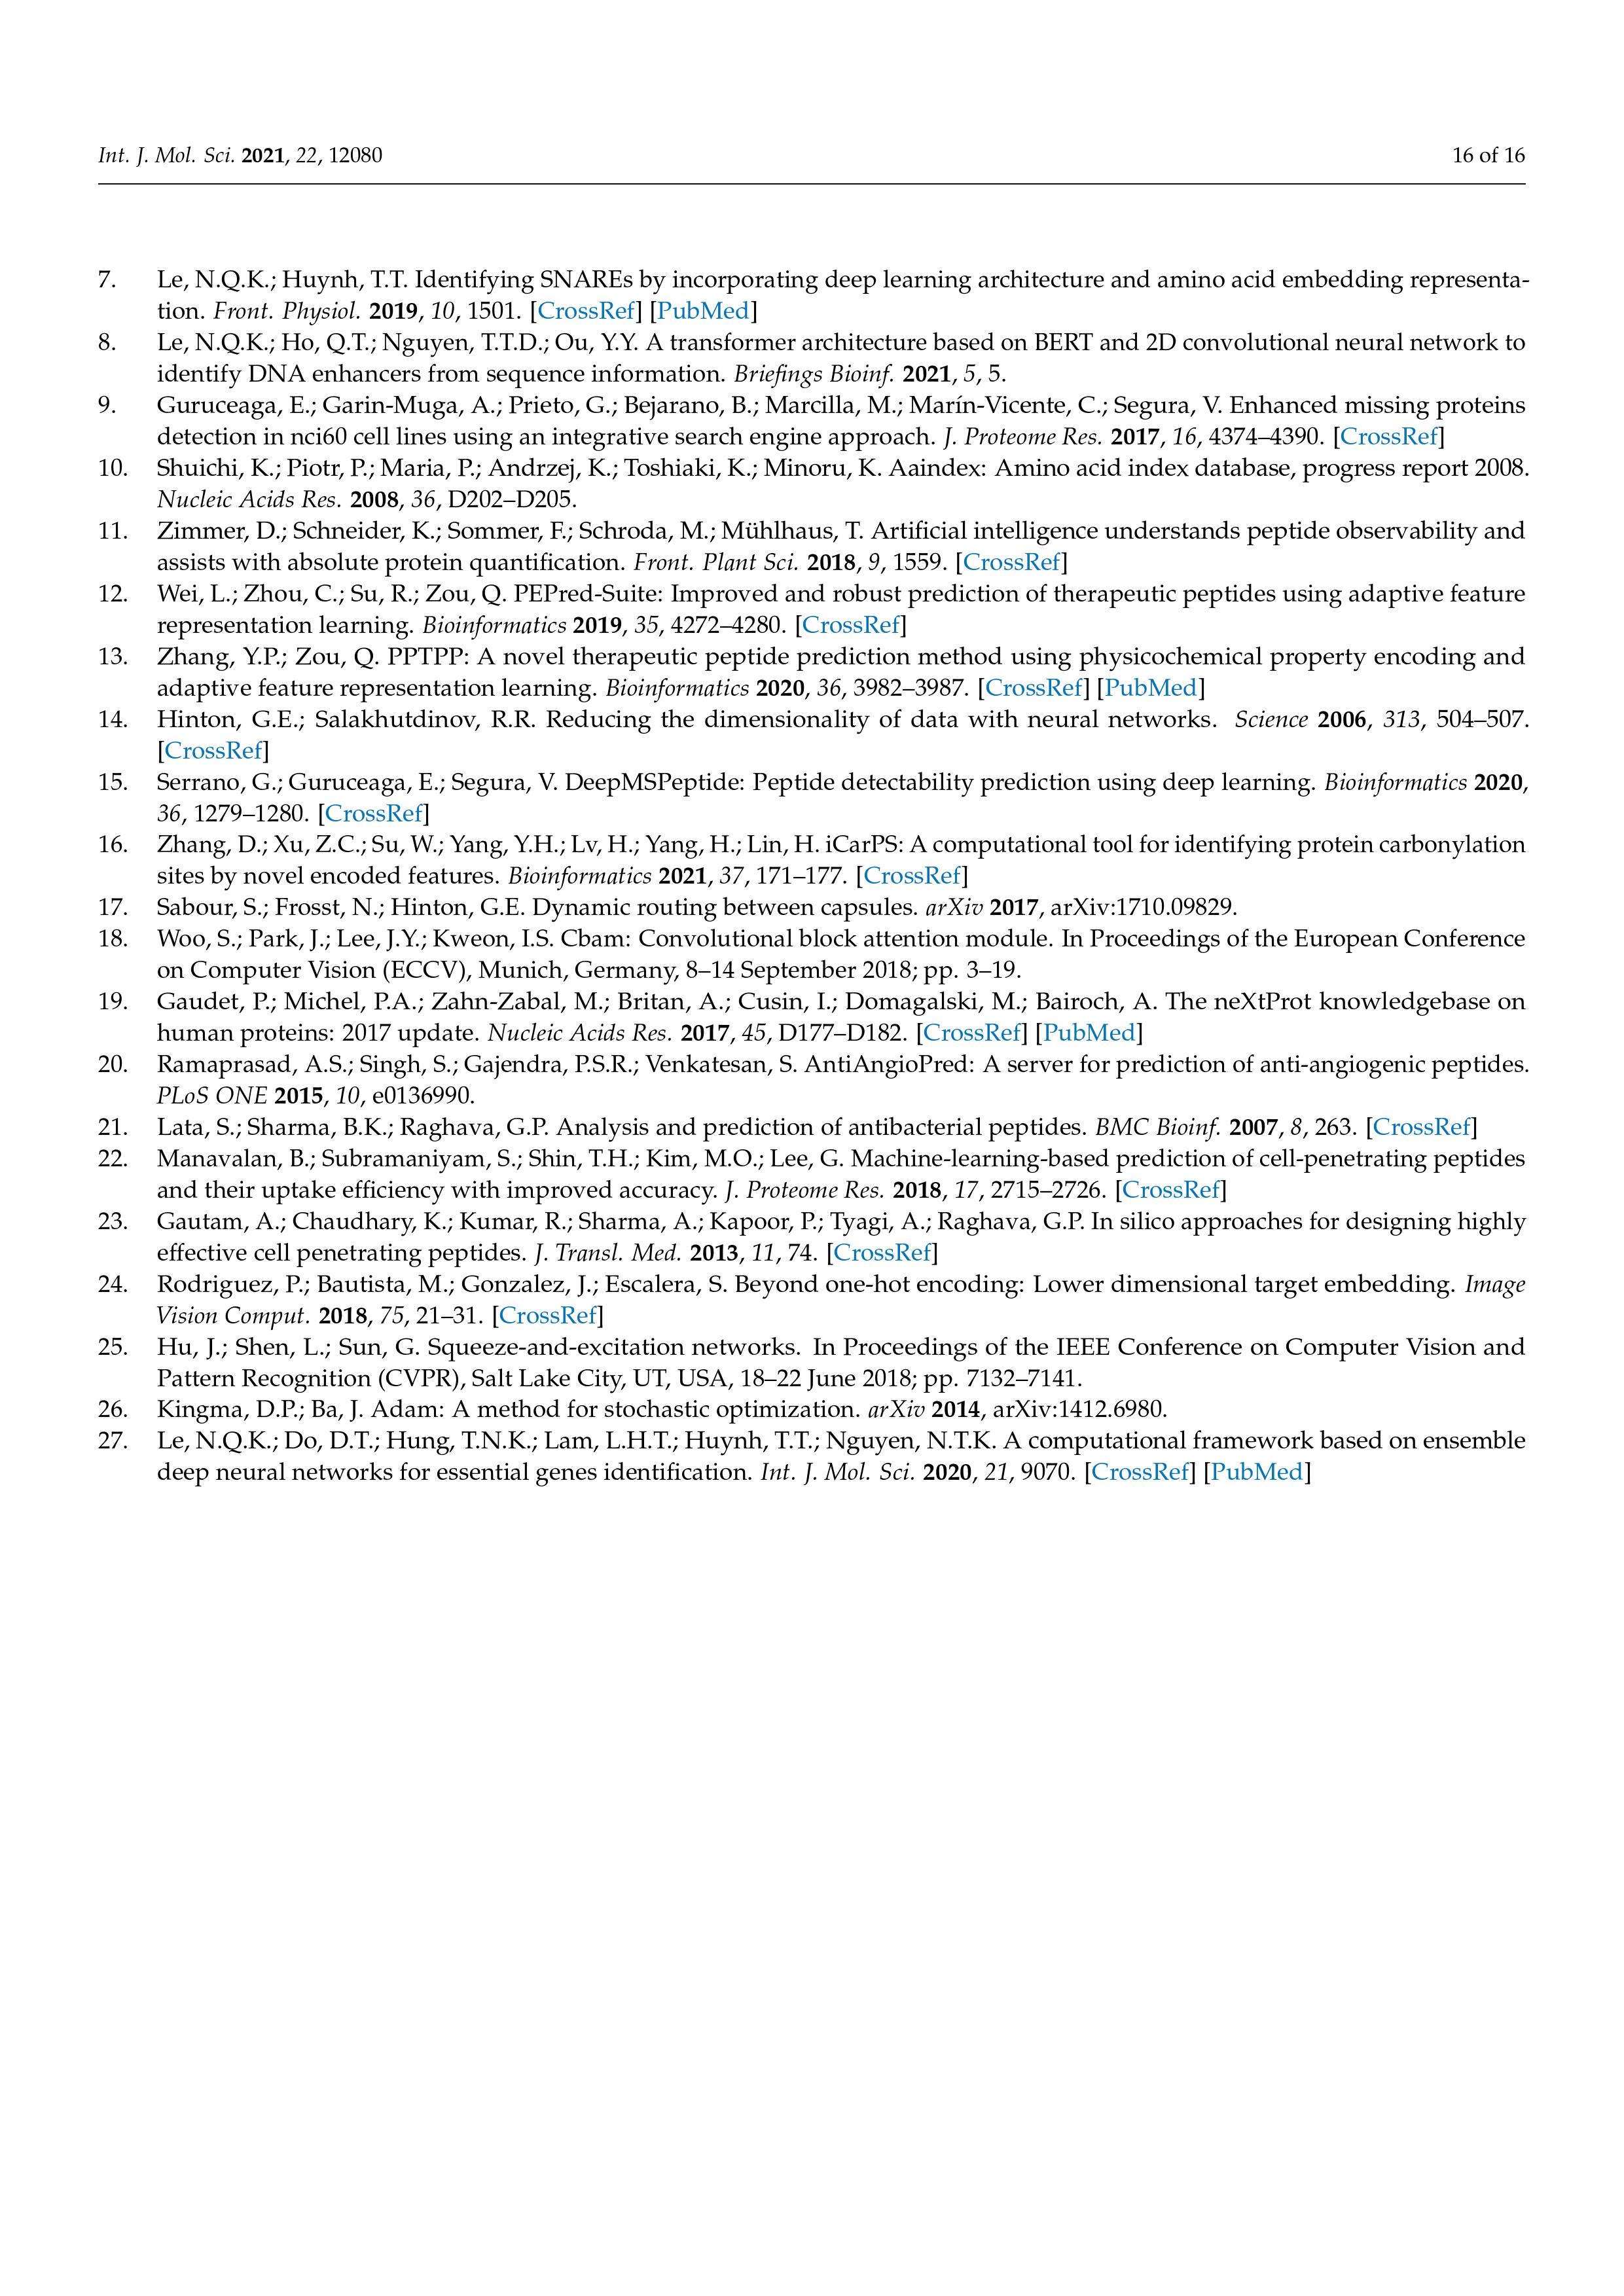 Int. J. Mol. Sci. 2021, 22, 12080
16 of 16
7. Le, N.Q.K.; Huynh, T.T. Identifying SNAREs by incorporating deep learning architecture and amino acid embedding representa-
tion. Front. Physiol. 2019, 10, 1501. [CrossRef] [PubMed]
8. Le, N.Q.K.; Ho, Q.T.; Nguyen, T.T.D.; Ou, Y.Y. A transformer architecture based on BERT and 2D convolutional neural network to
identify DNA enhancers from sequence information. Briefings Bioinf. 2021, 5, 5.
9. Guruceaga, E.; Garin-Muga, A.; Prieto, G.; Bejarano, B.; Marcilla, M.; Marín-Vicente, C.; Segura, V. Enhanced missing proteins
detection in nci60 cell lines using an integrative search engine approach. J. Proteome Res. 2017, 16, 4374–4390. [CrossRef]
10. Shuichi, K.; Piotr, P.; Maria, P.; Andrzej, K.; Toshiaki, K.; Minoru, K. Aaindex: Amino acid index database, progress report 2008.
Nucleic Acids Res. 2008, 36, D202–D205.
11. Zimmer, D.; Schneider, K.; Sommer, F.; Schroda, M.; Mühlhaus, T. Artificial intelligence understands peptide observability and
assists with absolute protein quantification. Front. Plant Sci. 2018, 9, 1559. [CrossRef]
12. Wei, L.; Zhou, C.; Su, R.; Zou, Q. PEPred-Suite: Improved and robust prediction of therapeutic peptides using adaptive feature
representation learning. Bioinformatics 2019, 35, 4272–4280. [CrossRef]
13. Zhang, Y.P.; Zou, Q. PPTPP: A novel therapeutic peptide prediction method using physicochemical property encoding and
adaptive feature representation learning. Bioinformatics 2020, 36, 3982–3987. [CrossRef] [PubMed]
14. Hinton, G.E.; Salakhutdinov, R.R. Reducing the dimensionality of data with neural networks. Science 2006, 313, 504–507.
[CrossRef]
15. Serrano, G.; Guruceaga, E.; Segura, V. DeepMSPeptide: Peptide detectability prediction using deep learning. Bioinformatics 2020,
36, 1279–1280. [CrossRef]
16. Zhang, D.; Xu, Z.C.; Su, W.; Yang, Y.H.; Lv, H.; Yang, H.; Lin, H. iCarPS: A computational tool for identifying protein carbonylation
sites by novel encoded features. Bioinformatics 2021, 37, 171–177. [CrossRef]
17. Sabour, S.; Frosst, N.; Hinton, G.E. Dynamic routing between capsules. arXiv 2017, arXiv:1710.09829.
18. Woo, S.; Park, J.; Lee, J.Y.; Kweon, I.S. Cbam: Convolutional block attention module. In Proceedings of the European Conference
on Computer Vision (ECCV), Munich, Germany, 8–14 September 2018; pp. 3–19.
19. Gaudet, P.; Michel, P.A.; Zahn-Zabal, M.; Britan, A.; Cusin, I.; Domagalski, M.; Bairoch, A. The neXtProt knowledgebase on
human proteins: 2017 update. Nucleic Acids Res. 2017, 45, D177–D182. [CrossRef] [PubMed]
20. Ramaprasad, A.S.; Singh, S.; Gajendra, P.S.R.; Venkatesan, S. AntiAngioPred: A server for prediction of anti-angiogenic peptides.
PLoS ONE 2015, 10, e0136990.
21. Lata, S.; Sharma, B.K.; Raghava, G.P. Analysis and prediction of antibacterial peptides. BMC Bioinf. 2007, 8, 263. [CrossRef]
22. Manavalan, B.; Subramaniyam, S.; Shin, T.H.; Kim, M.O.; Lee, G. Machine-learning-based prediction of cell-penetrating peptides
and their uptake efficiency with improved accuracy. J. Proteome Res. 2018, 17, 2715–2726. [CrossRef]
23. Gautam, A.; Chaudhary, K.; Kumar, R.; Sharma, A.; Kapoor, P.; Tyagi, A.; Raghava, G.P. In silico approaches for designing highly
effective cell penetrating peptides. J. Transl. Med. 2013, 11, 74. [CrossRef]
24. Rodriguez, P.; Bautista, M.; Gonzalez, J.; Escalera, S. Beyond one-hot encoding: Lower dimensional target embedding. Image
Vision Comput. 2018, 75, 21–31. [CrossRef]
25. Hu, J.; Shen, L.; Sun, G. Squeeze-and-excitation networks. In Proceedings of the IEEE Conference on Computer Vision and
Pattern Recognition (CVPR), Salt Lake City, UT, USA, 18–22 June 2018; pp. 7132–7141.
26. Kingma, D.P.; Ba, J. Adam: A method for stochastic optimization. arXiv 2014, arXiv:1412.6980.
27. Le, N.Q.K.; Do, D.T.; Hung, T.N.K.; Lam, L.H.T.; Huynh, T.T.; Nguyen, N.T.K. A computational framework based on ensemble
deep neural networks for essential genes identification. Int. J. Mol. Sci. 2020, 21, 9070. [CrossRef] [PubMed]